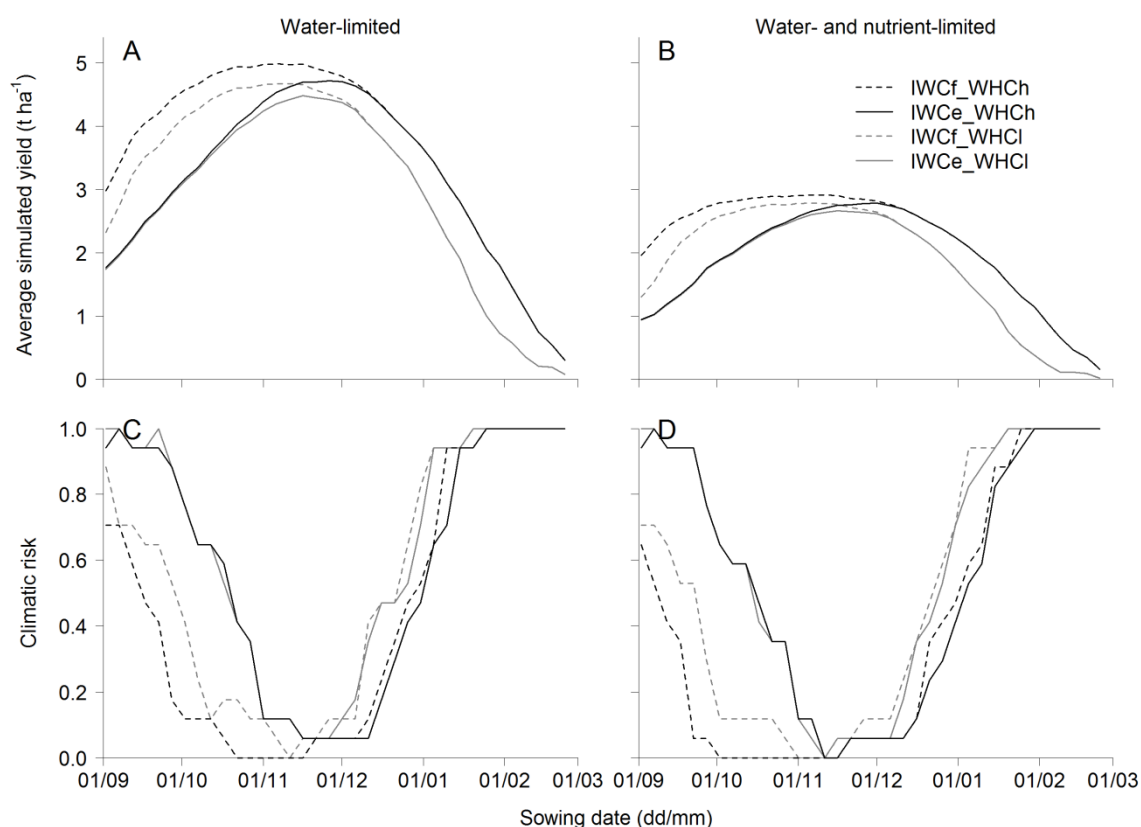 Water-limited
Water- and nutrient-limited
A
B
5
4
3
2
1
0
Average simulated yield (t ha-1)
IWCf_WHCh
IWCe_WHCh
IWCf_WHCl
IWCe_WHCl
C
D
1.0
0.8
0.6
0.4
0.2
0.0
Climatic risk
01/09 01/10 01/11 01/12 01/01 01/02 01/03
01/09 01/10 01/11 01/12 01/01 01/02 01/03
Sowing date (dd/mm)